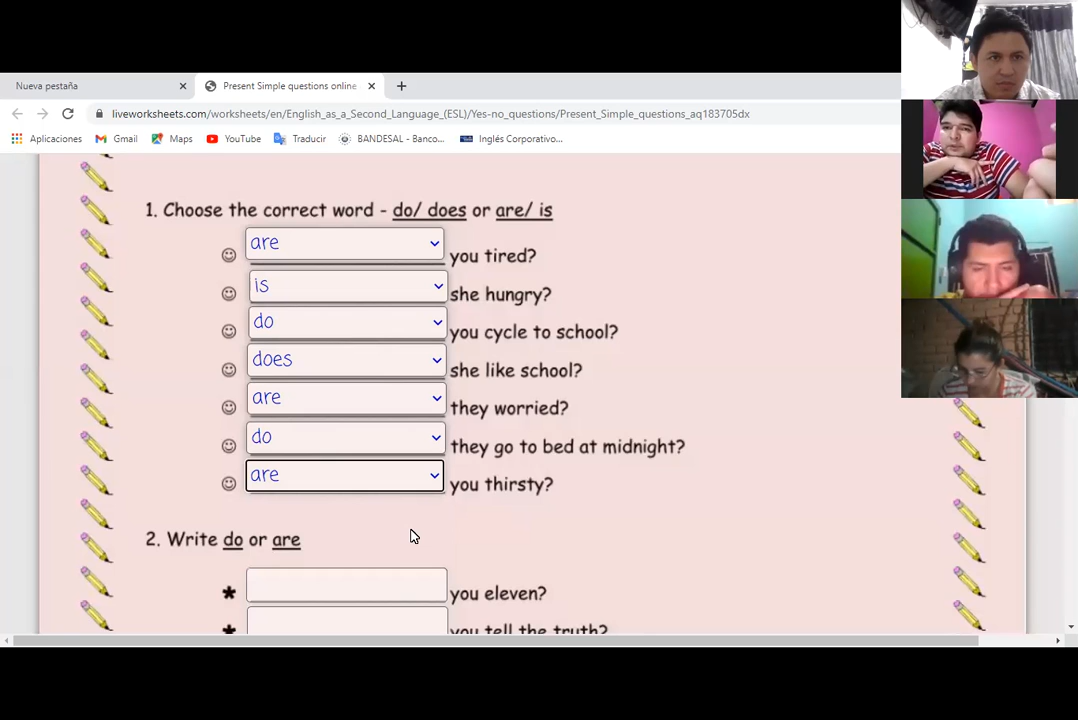 Nueva pestaña
Present Simple questions online
liveworksheets.com/worksheets/en/English_as_a_Second_Language_(ESL)/Yes-no_questions/Present_Simple_questions_aq183705dx
Aplicaciones Gmail Maps YouTube Traducir BANDESAL - Banco... Inglés Corporativo...
1. Choose the correct word - do/ does or are/ is
are you tired?
is she hungry?
do you cycle to school?
does she like school?
are they worried?
do they go to bed at midnight?
are you thirsty?
2. Write do or are
* you eleven?
* you tell the truth?